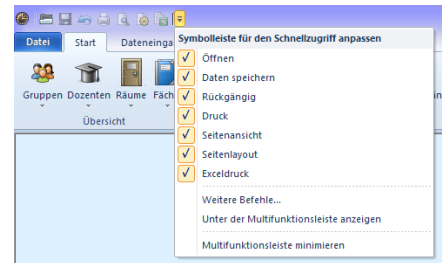 Symbolleiste für den Schnellzugriff anpassen
Datei Start Dateneinga
Öffnen
Daten speichern
Rückgängig
Druck
Seitenansicht
Seitenlayout
Exceldruck
Weitere Befehle...
Unter der Multifunktionsleiste anzeigen
Multifunktionsleiste minimieren
Gruppen Dozenten Räume Fäch
Übersicht